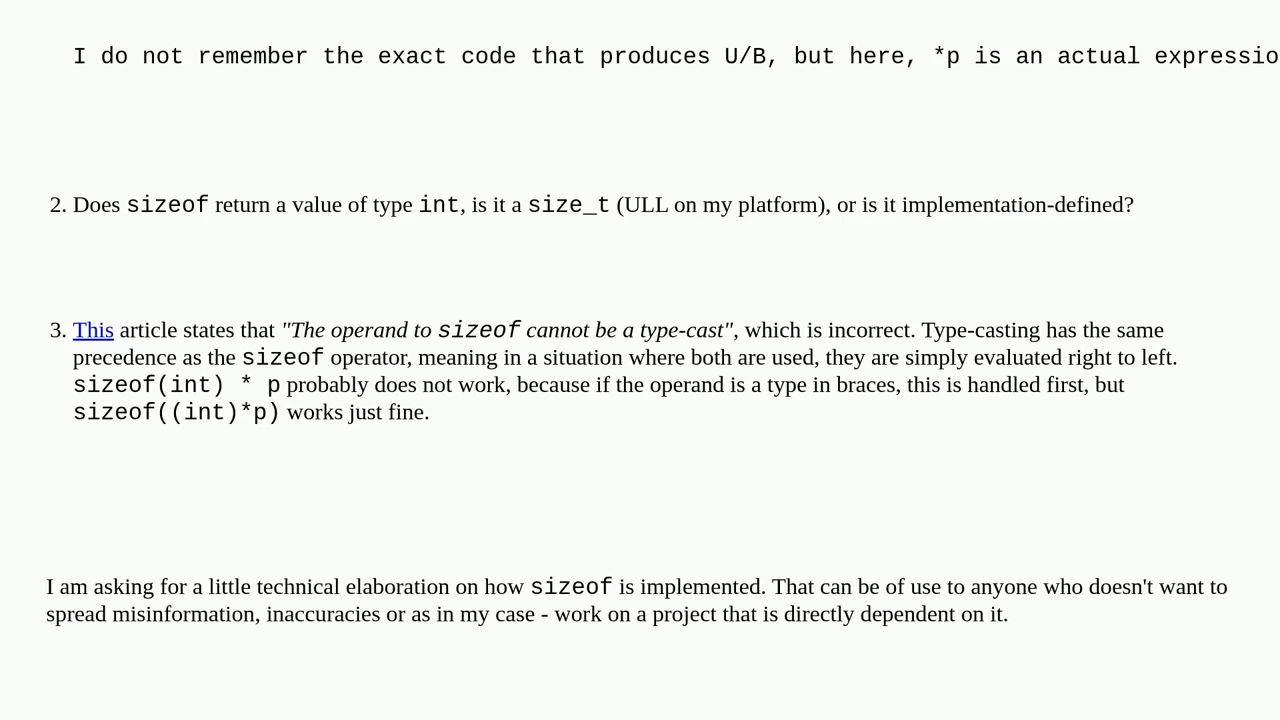 I do not remember the exact code that produces U/B, but here, *p is an actual expressio
2. Does sizeof return a value of type int, is it a size_t (ULL on my platform), or is it implementation-defined?
3. This article states that "The operand to sizeof cannot be a type-cast", which is incorrect. Type-casting has the same
precedence as the sizeof operator, meaning in a situation where both are used, they are simply evaluated right to left.
sizeof(int) * p probably does not work, because if the operand is a type in braces, this is handled first, but
sizeof((int)*p) works just fine.
I am asking for a little technical elaboration on how sizeof is implemented. That can be of use to anyone who doesn't want to
spread misinformation, inaccuracies or as in my case - work on a project that is directly dependent on it.